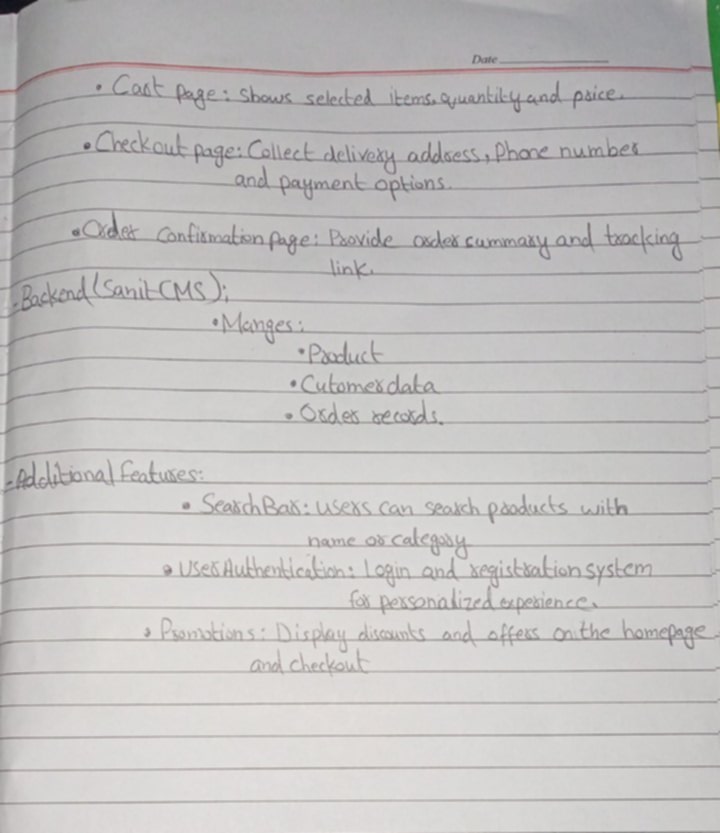 Date
• Cart Page: Shows selected items, quantity and price.
• Checkout page: Collect delivery address, Phone number
and payment options.
• Order Confirmation page: Provide order summary and tracking
link.
- Backend (Sanit CMS):
• Manges:
• Product
• Cutomer data
• Order records.
- Additional features:
• Search Bar: users can search products with
name or category
• User Authentication: Login and registration system
for personalized experience.
• Promotions: Display discounts and offers on the homepage
and checkout